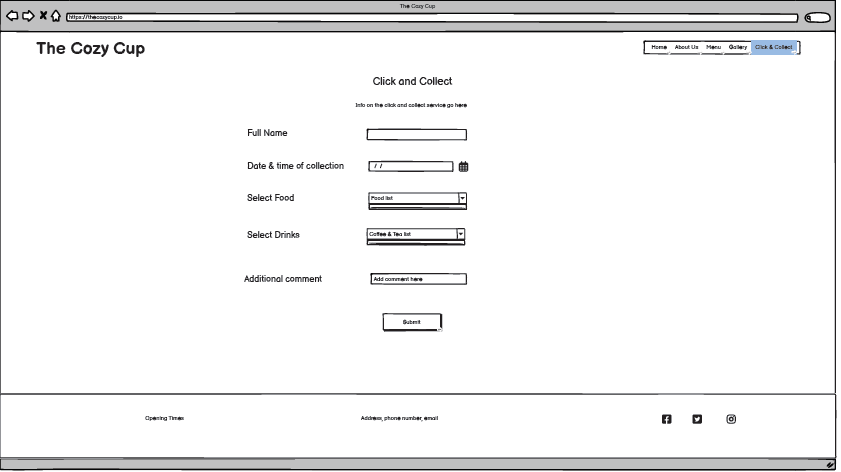 The Cozy Cup
https://thecozycup.io
The Cozy Cup
Home About Us Menu Gallery Click & Collect
Click and Collect
Info on the click and collect service go here
Full Name
Date & time of collection / /
Select Food Food list
Select Drinks Coffee & Tea list
Additional comment Add comment here
Submit
Opening Times Address, phone number, email